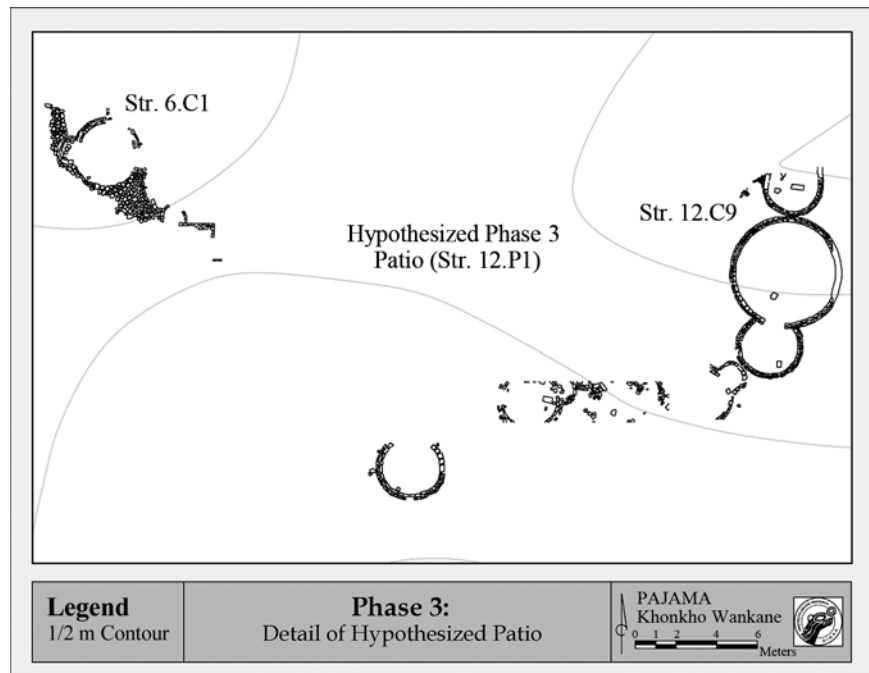 Str. 6.C1
Str. 12.C9
Hypothesized Phase 3
Patio (Str. 12.P1)
Legend
1/2 m Contour
Phase 3:
Detail of Hypothesized Patio
PAJAMA
Khonkho Wankane
0 1 2 4 6
Meters